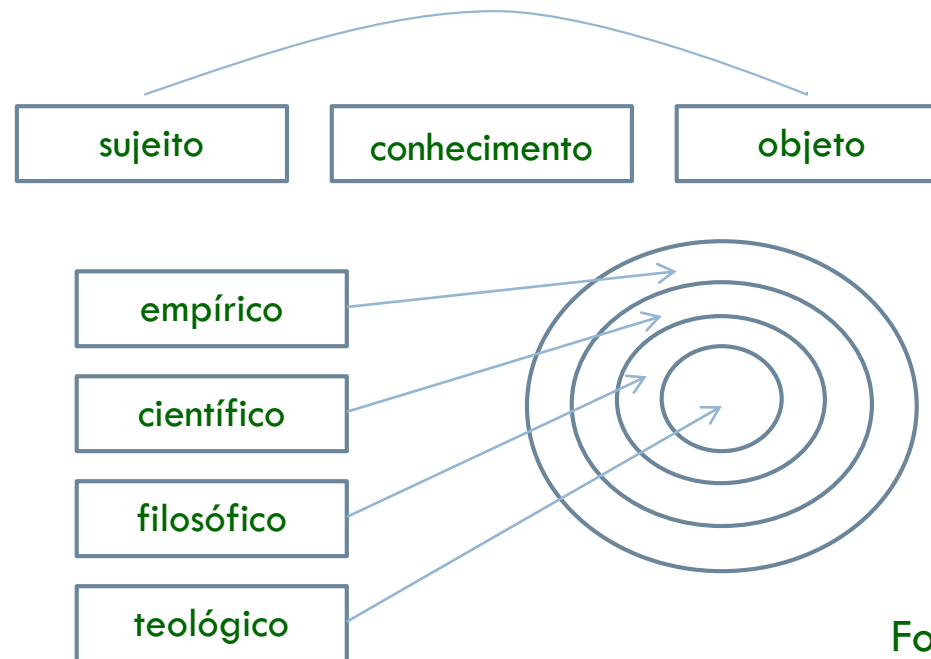 sujeito
conhecimento
objeto
empírico
científico
filosófico
teológico